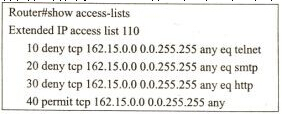 Router#show access-lists
Extended IP access list 110
10 deny tcp 162.15.0.0 0.0.255.255 any eq telnet
20 deny tcp 162.15.0.0 0.0.255.255 any eq smtp
30 deny tcp 162.15.0.0 0.0.255.255 any eq http
40 permit tcp 162.15.0.0 0.0.255.255 any